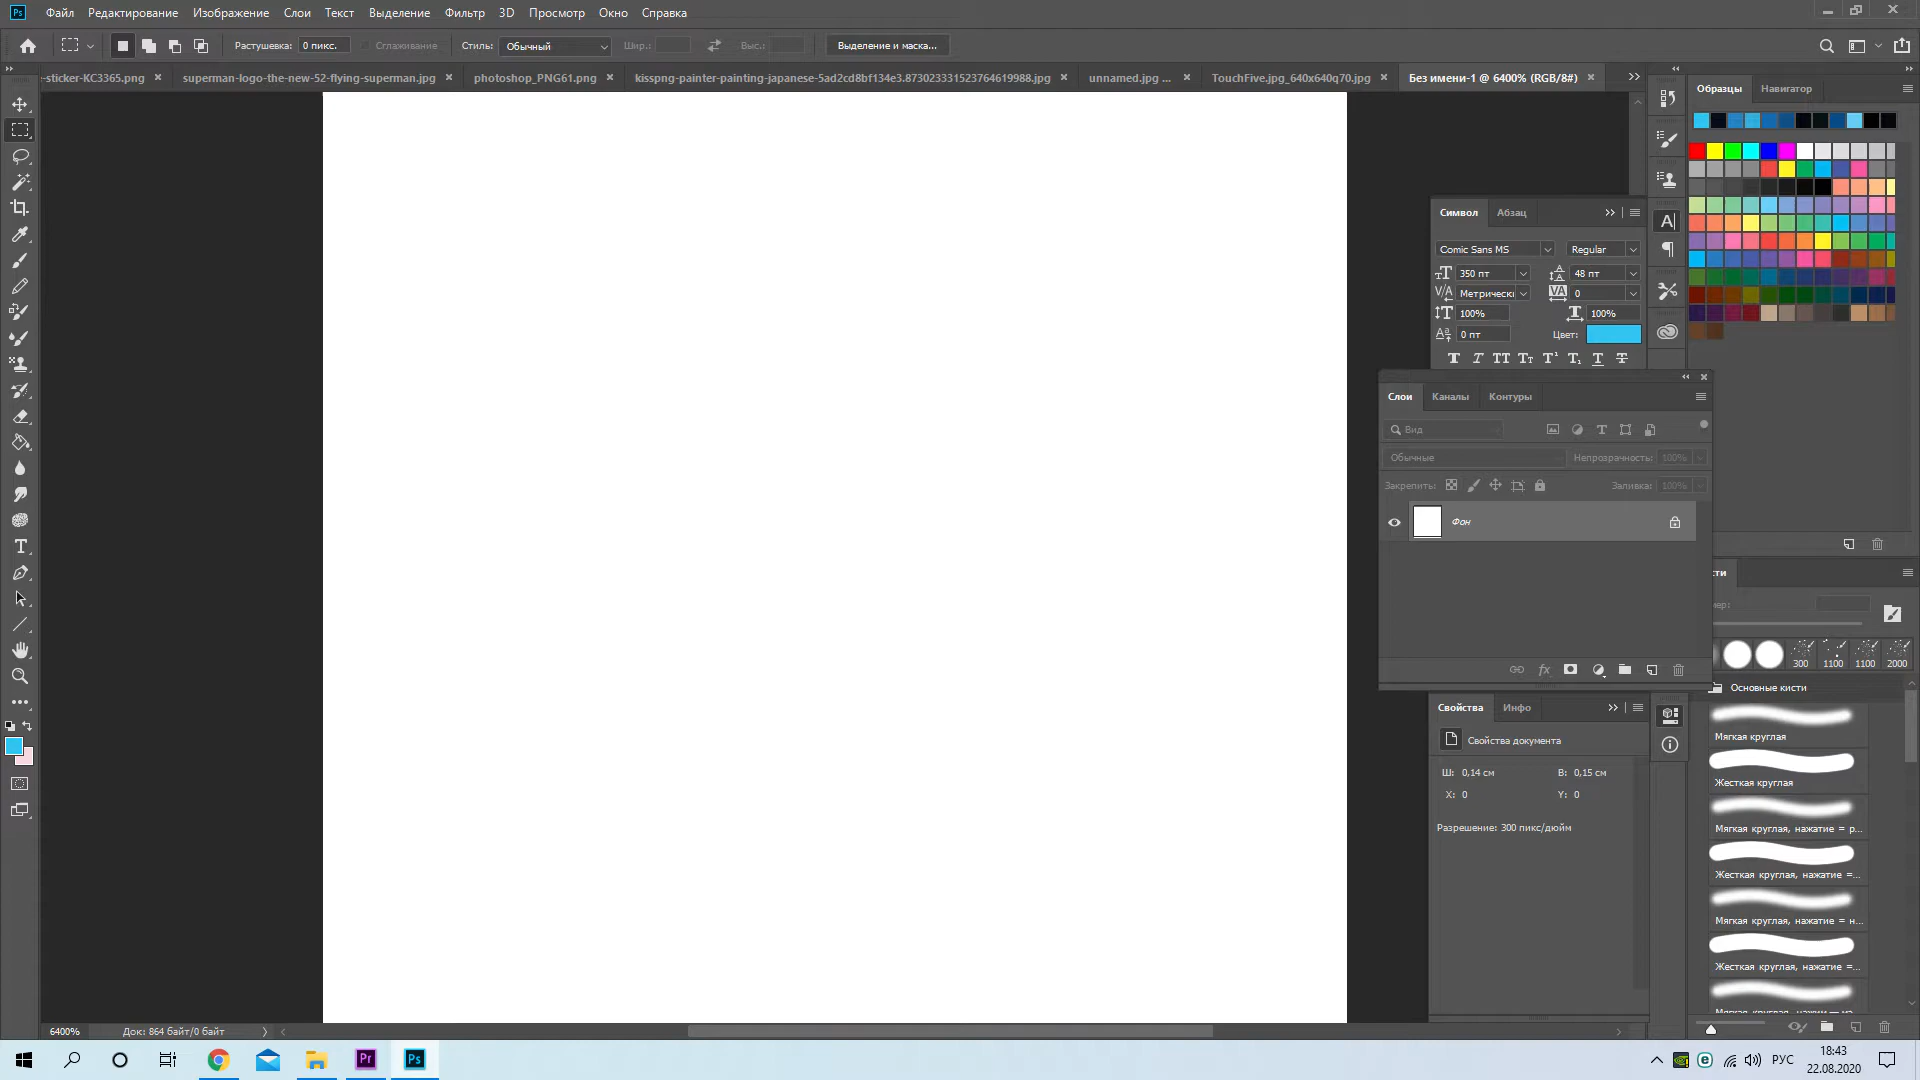 Ps Файл Редактирование Изображение Слои Текст Выделение Фильтр 3D Просмотр Окно Справка
Растушевка: 0 пикс. Сглаживание Стиль: Обычный Шир.: Выс.: Выделение и маска...
-sticker-KC3365.png superman-logo-the-new-52-flying-superman.jpg photoshop_PNG61.png kisspng-painter-painting-japanese-5ad2cd8bf134e3.8730233315237646199​88.jpg unnamed.jpg ... TouchFive.jpg_640x640q70.jpg Без имени-1 @ 6400% (RGB/8#)
Образцы Навигатор
Символ Абзац
Comic Sans MS Regular
350 пт 48 пт
Метрическ 0
100% 100%
0 пт Цвет:
Слои Каналы Контуры
Вид
Обычные Непрозрачность: 100%
Закрепить: Заливка: 100%
Фон
300 1100 1100 2000
Основные кисти
Мягкая круглая
Жесткая круглая
Мягкая круглая, нажатие = р...
Жесткая круглая, нажатие =...
Мягкая круглая, нажатие = н...
Жесткая круглая, нажатие =...
Свойства Инфо
Свойства документа
Ш: 0,14 см В: 0,15 см
X: 0 Y: 0
Разрешение: 300 пикс/дюйм
6400% Док: 864 байт/0 байт
Pr Ps РУС 18:43
22.08.2020